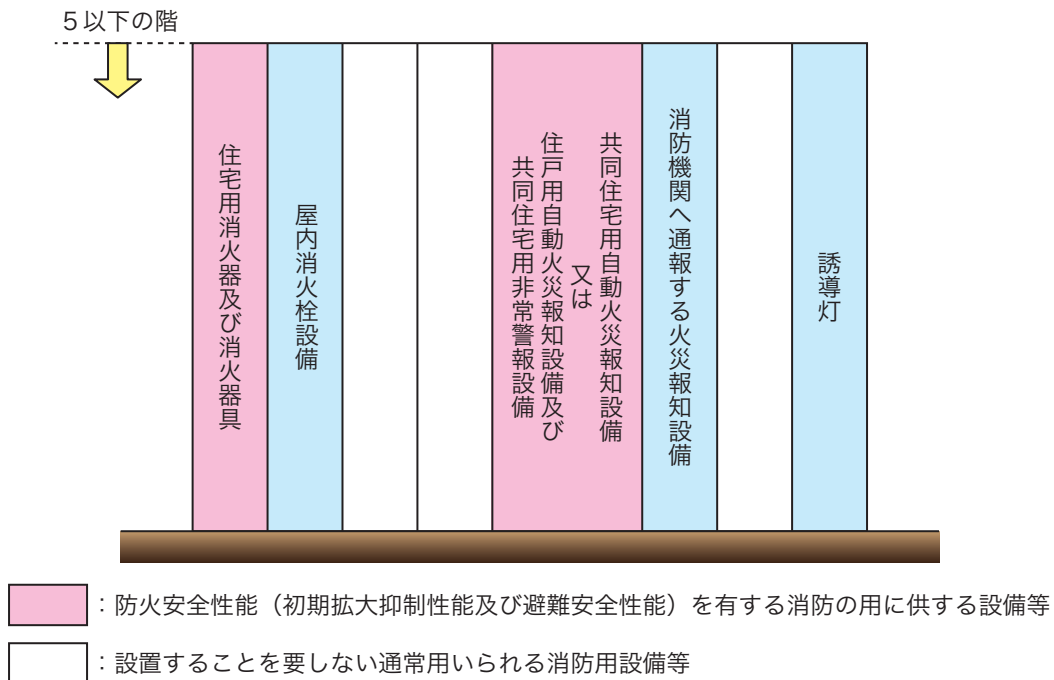 5以下の階
住宅用消火器及び消火器具
屋内消火栓設備
共同住宅用自動火災報知設備
又は
住戸用自動火災報知設備及び
共同住宅用非常警報設備
消防機関へ通報する火災報知設備
誘導灯
：防火安全性能（初期拡大抑制性能及び避難安全性能）を有する消防の用に供する設備等
：設置することを要しない通常用いられる消防用設備等